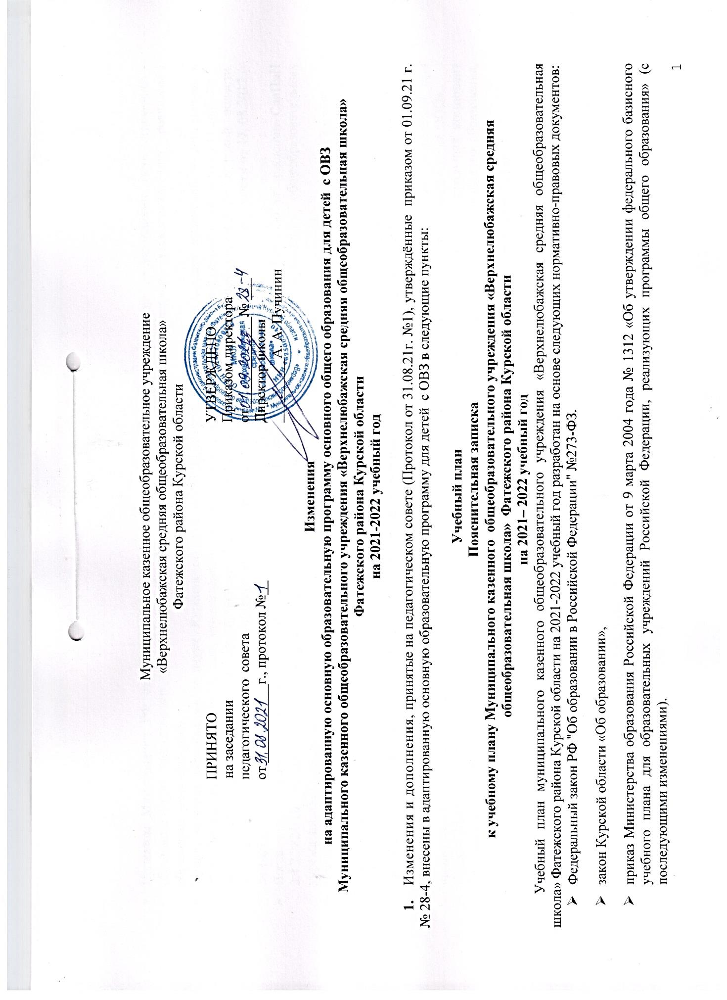 Муниципальное казенное общеобразовательное учреждение
«Верхнелюбажская средняя общеобразовательная школа»
Фатежского района Курской области
ПРИНЯТО
на заседании
педагогического совета
от 31.08.2021 г., протокол № 1
УТВЕРЖДЕНО
Приказом директора
от 01.09.2021г. № 28-4
Директор школы
А.А. Пучинин
Изменения
на адаптированную основную образовательную программу основного общего образования для детей с ОВЗ
Муниципального казенного общеобразовательного учреждения «Верхнелюбажская средняя общеобразовательная школа»
Фатежского района Курской области
на 2021-2022 учебный год
1. Изменения и дополнения, принятые на педагогическом совете (Протокол от 31.08.21г. №1), утверждённые приказом от 01.09.21 г.
№ 28-4, внесены в адаптированную основную образовательную программу для детей с ОВЗ в следующие пункты:
Учебный план
Пояснительная записка
к учебному плану Муниципального казенного общеобразовательного учреждения «Верхнелюбажская средняя
общеобразовательная школа» Фатежского района Курской области
на 2021– 2022 учебный год
Учебный план муниципального казенного общеобразовательного учреждения «Верхнелюбажская средняя общеобразовательная
школа» Фатежского района Курской области на 2021-2022 учебный год разработан на основе следующих нормативно-правовых документов:
➢ Федеральный закон РФ "Об образовании в Российской Федерации" №273-ФЗ.
➢ закон Курской области «Об образовании»,
➢ приказ Министерства образования Российской Федерации от 9 марта 2004 года № 1312 «Об утверждении федерального базисного
учебного плана для образовательных учреждений Российской Федерации, реализующих программы общего образования» (с
последующими изменениями).
1